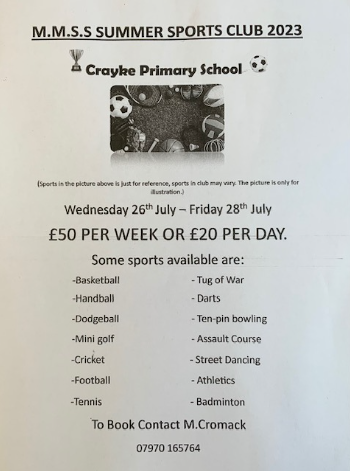 M.M.S.S SUMMER SPORTS CLUB 2023
Crayke Primary School
(Sports in the picture above is just for reference, sports in club may vary. The picture is only for
illustration.)
Wednesday 26th July – Friday 28th July
£50 PER WEEK OR £20 PER DAY.
Some sports available are:
-Basketball - Tug of War
-Handball - Darts
-Dodgeball - Ten-pin bowling
-Mini golf - Assault Course
-Cricket - Street Dancing
-Football - Athletics
-Tennis - Badminton
To Book Contact M.Cromack
07970 165764